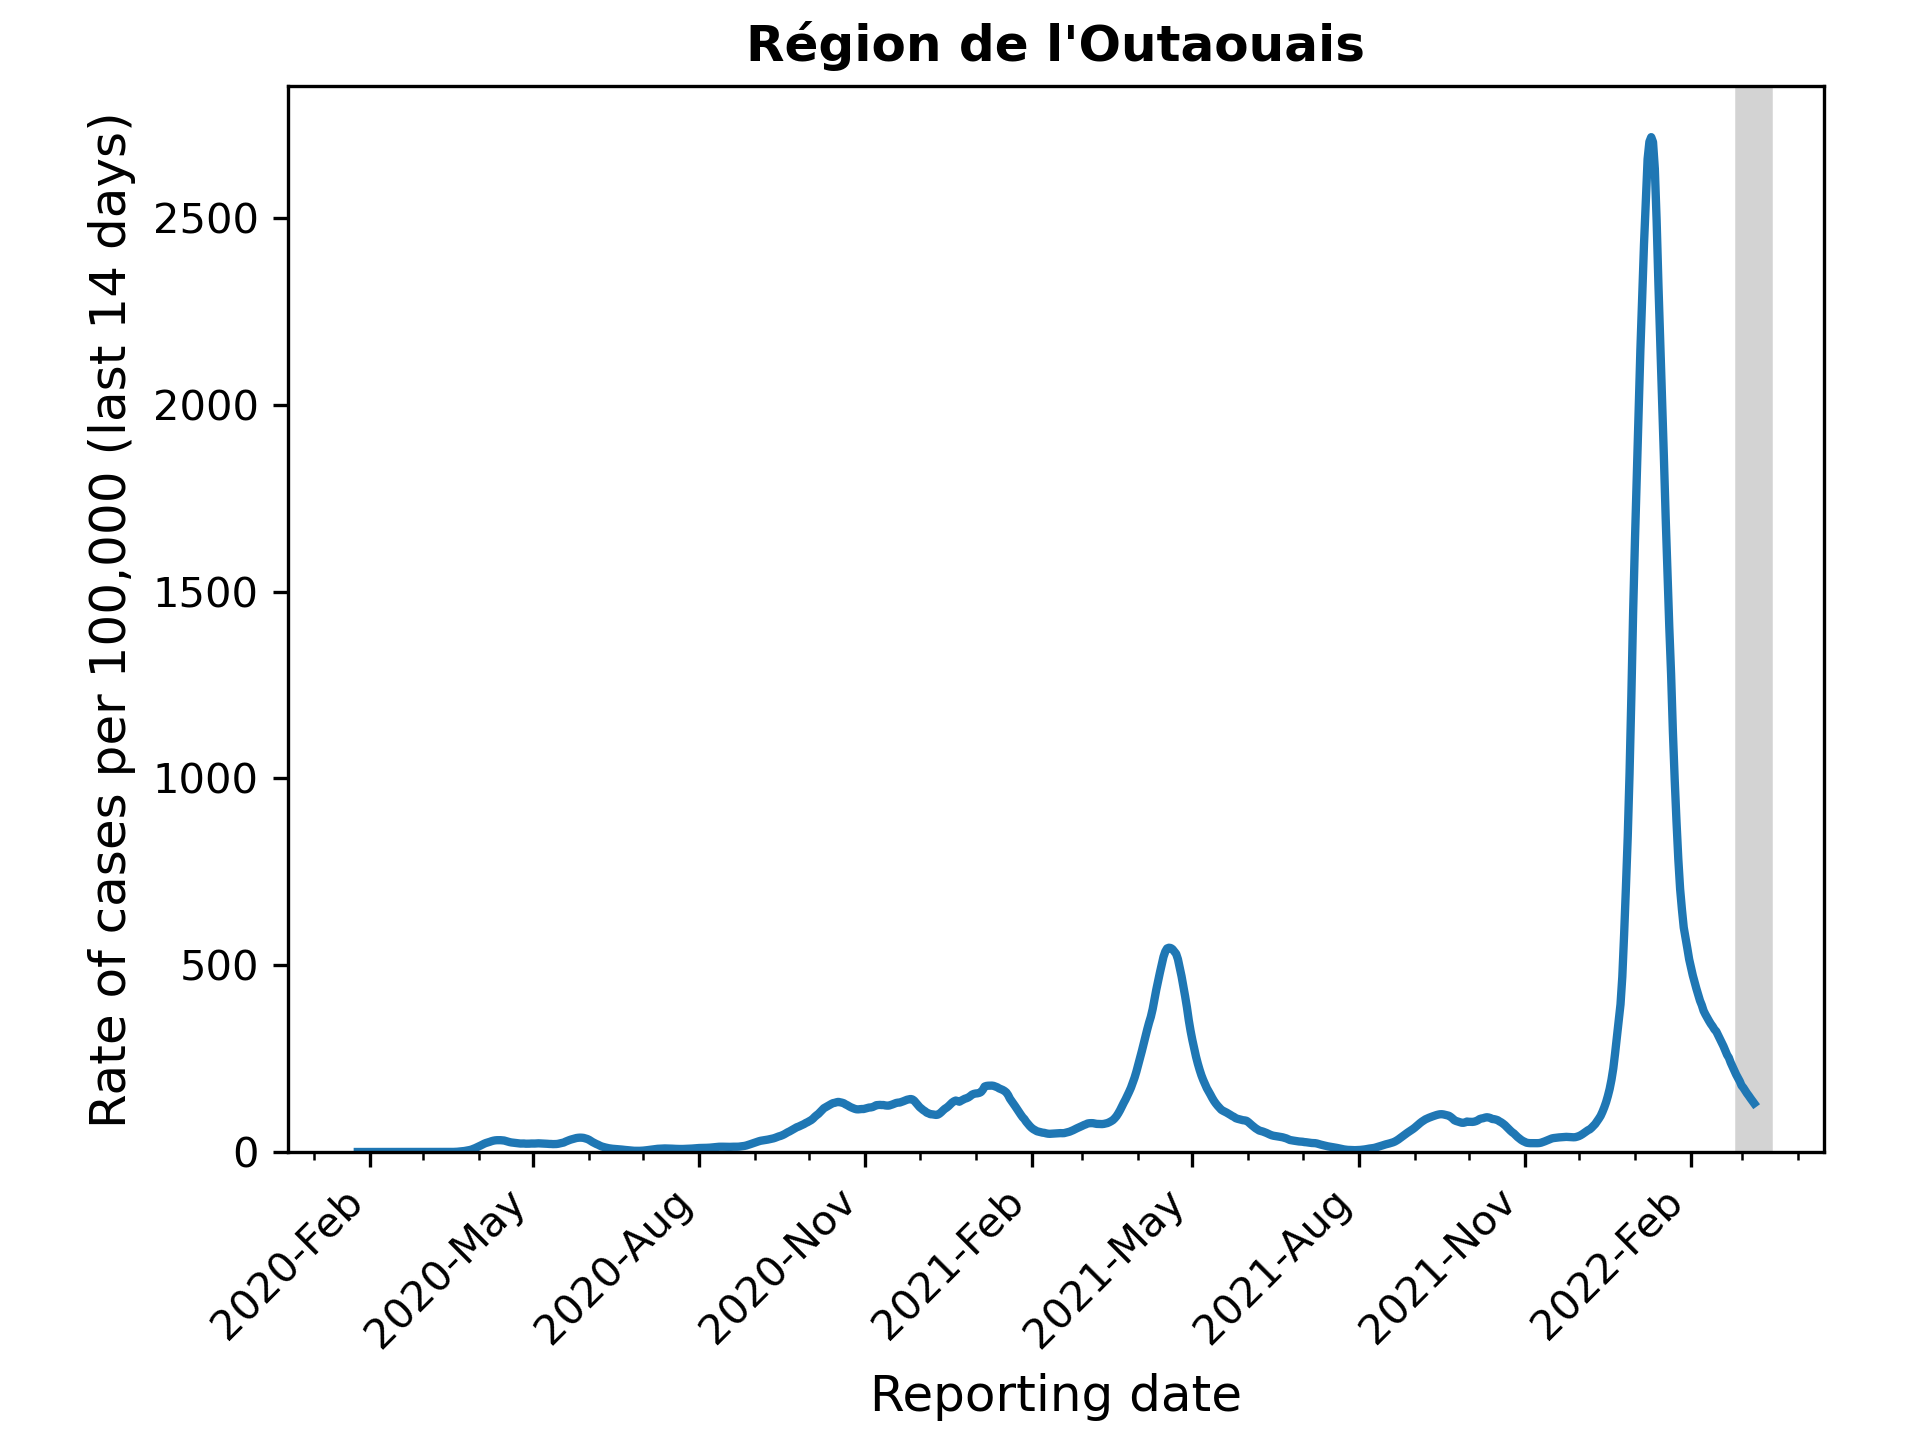 Région de l'Outaouais
Rate of cases per 100,000 (last 14 days)
2500
2000
1500
1000
500
0
2020-Feb
2020-May
2020-Aug
2020-Nov
2021-Feb
2021-May
2021-Aug
2021-Nov
2022-Feb
Reporting date